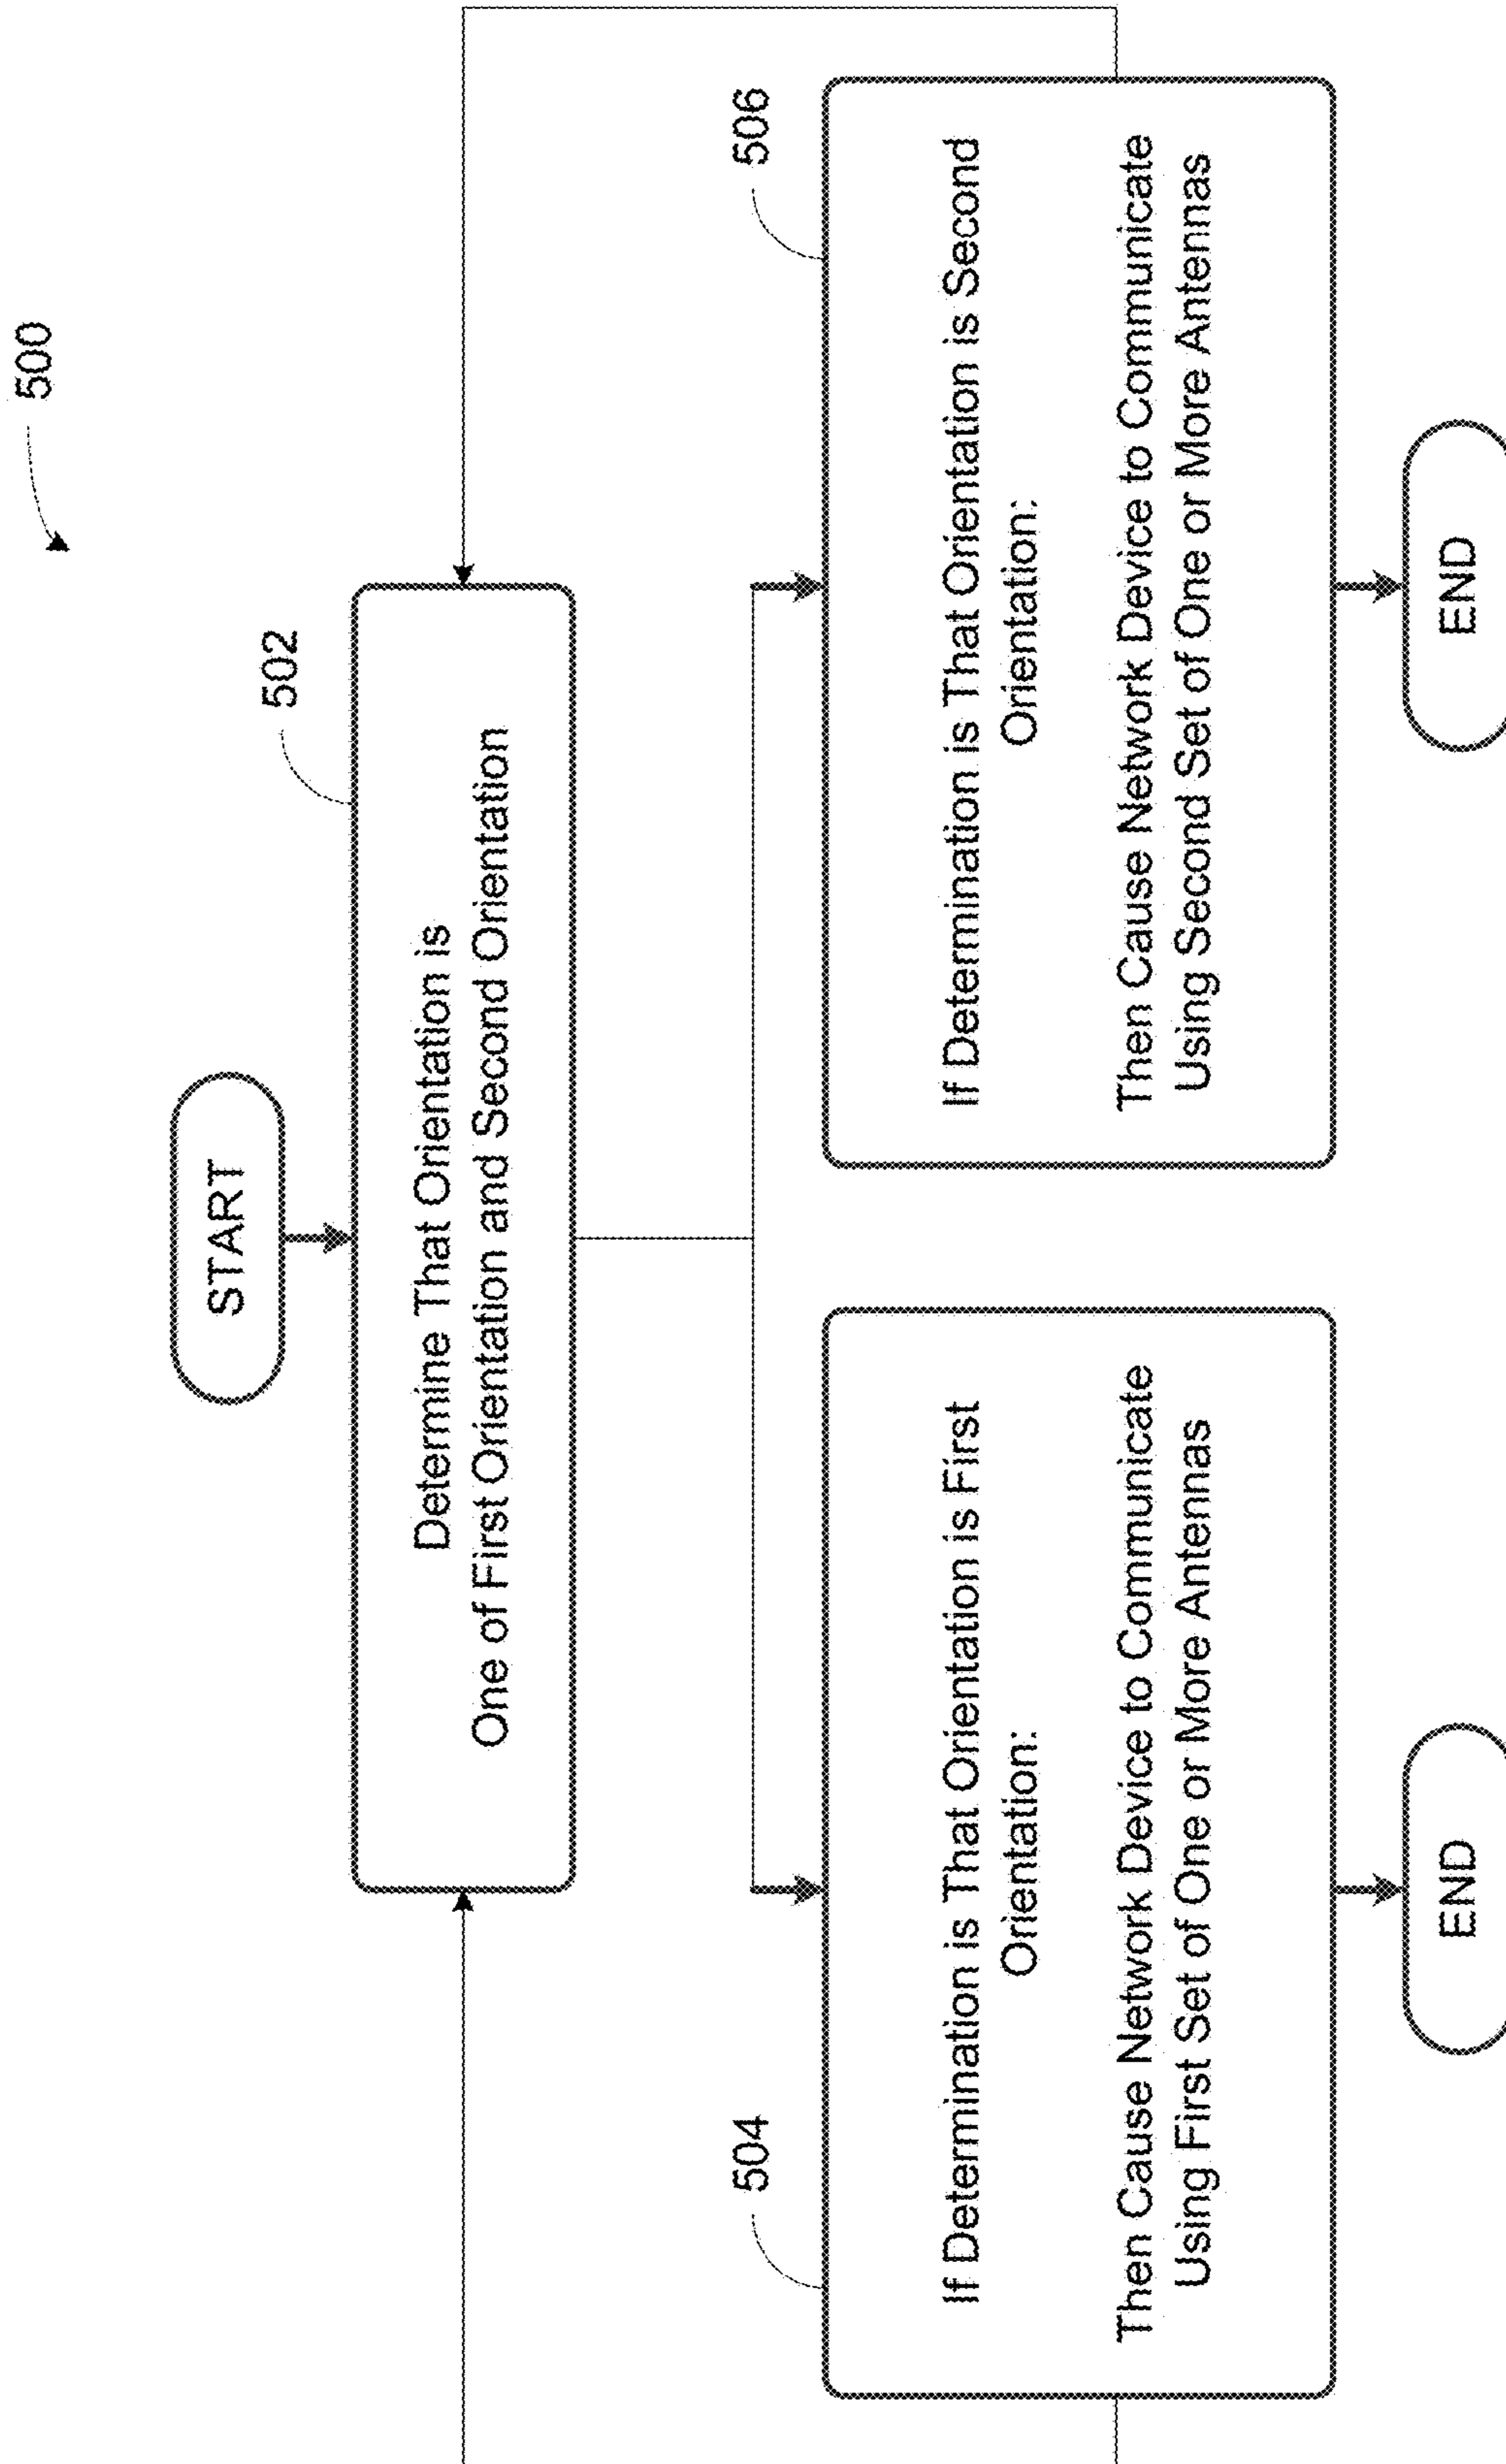 500
START
502
Determine That Orientation is
One of First Orientation and Second Orientation
504
If Determination is That Orientation is First
Orientation:
Then Cause Network Device to Communicate
Using First Set of One or More Antennas
506
If Determination is That Orientation is Second
Orientation:
Then Cause Network Device to Communicate
Using Second Set of One or More Antennas
END
END